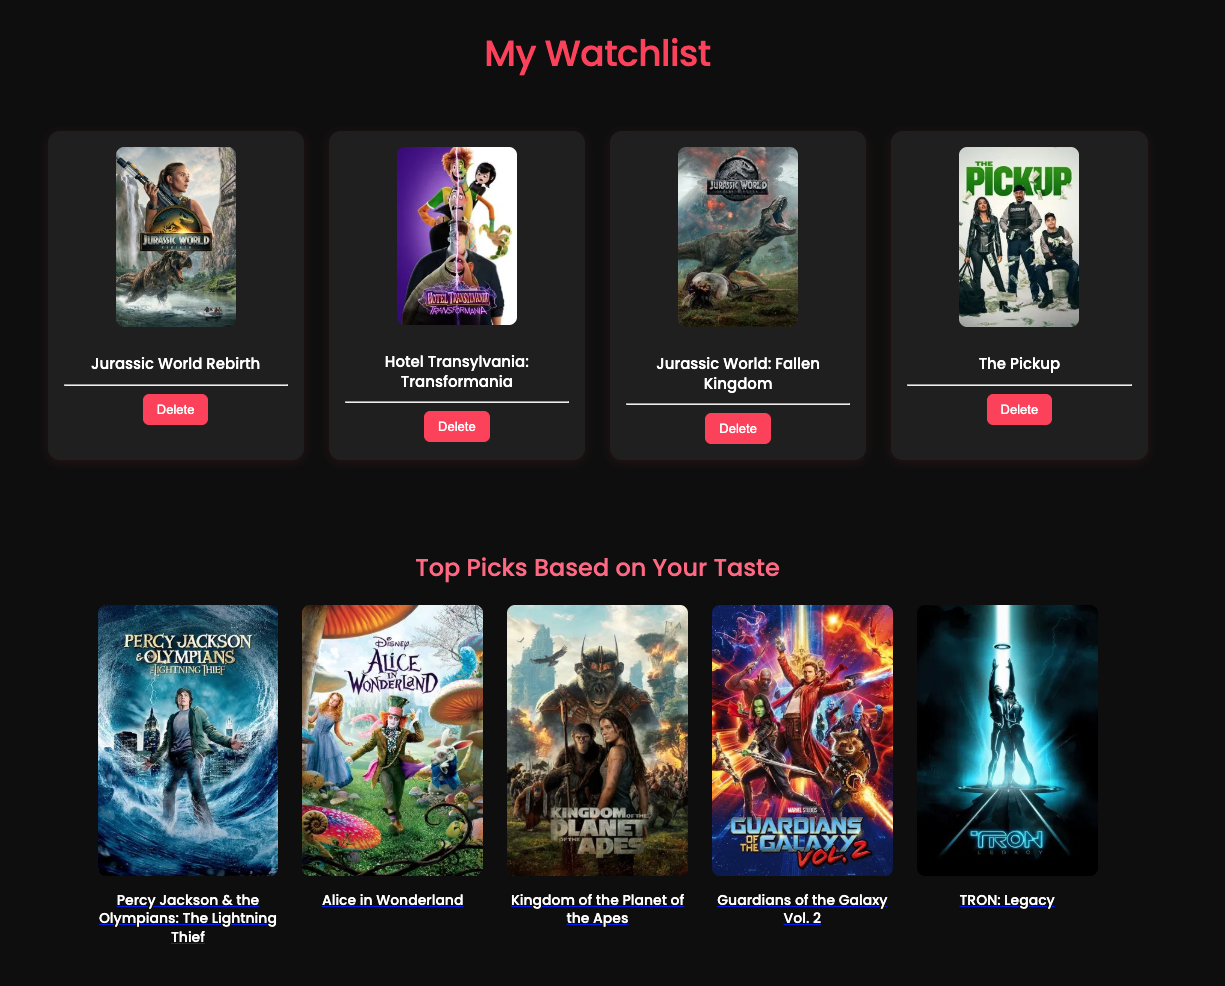 My Watchlist
JURASSIC WORLD
REBIRTH
HOTEL TRANSYLVANIA
TRANSFORMANIA
JURASSIC WORLD
THE
PICKUP
Jurassic World Rebirth
Hotel Transylvania:
Transformania
Jurassic World: Fallen
Kingdom
The Pickup
Delete
Delete
Delete
Delete
Top Picks Based on Your Taste
PERCY JACKSON
& THE OLYMPIANS
THE LIGHTNING THIEF
Disney
ALICE
IN
WONDERLAND
KINGDOM OF THE
PLANET
OF THE APES
MARVEL STUDIOS
GUARDIANS
OF THE GALAXY
VOL. 2
TRON
LEGACY
Percy Jackson & the
Olympians: The Lightning
Thief
Alice in Wonderland
Kingdom of the Planet of
the Apes
Guardians of the Galaxy
Vol. 2
TRON: Legacy